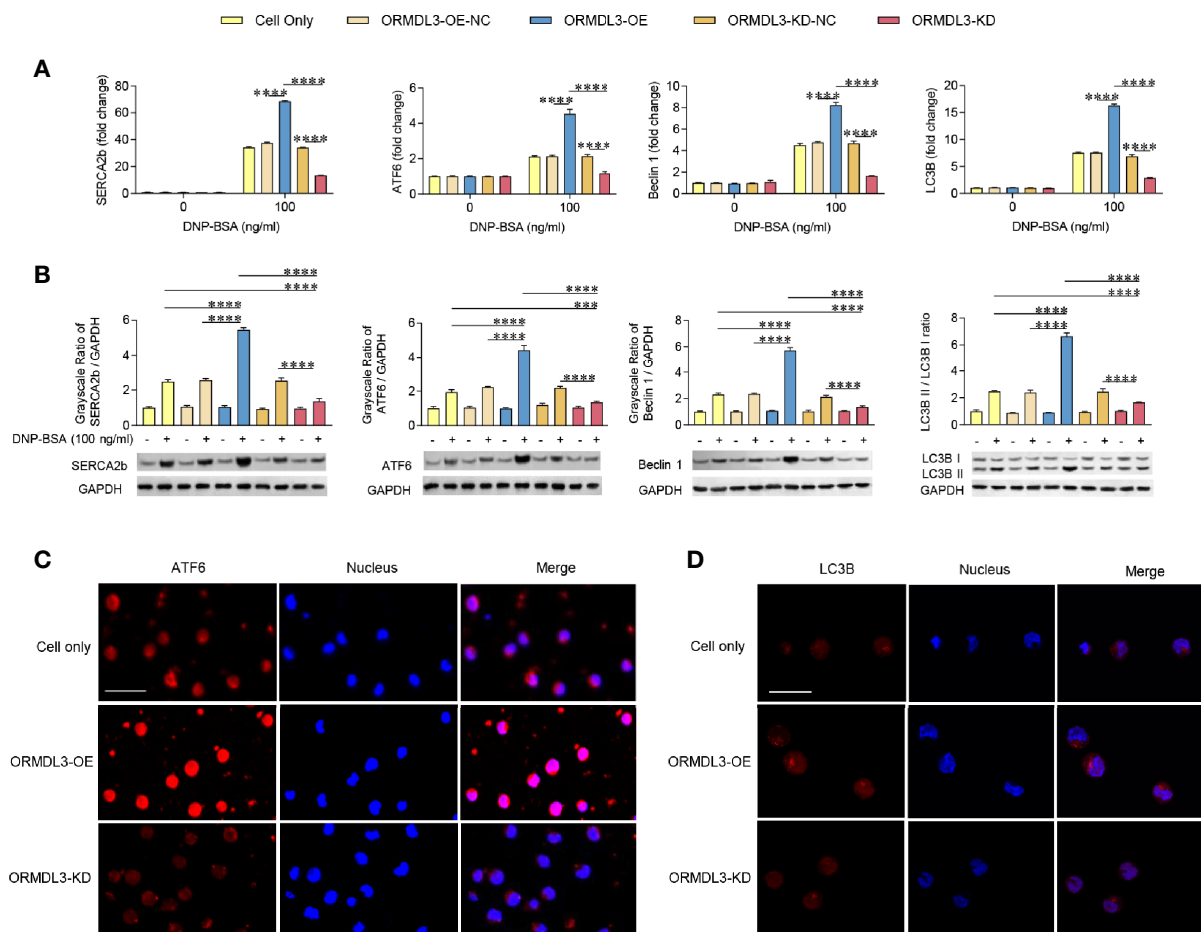 Cell Only ORMDL3-OE-NC ORMDL3-OE ORMDL3-KD-NC ORMDL3-KD
A
SERCA2b (fold change)
80
60
40
20
0
****
****
****
0 100
DNP-BSA (ng/ml)
ATF6 (fold change)
6
4
2
0
****
****
****
0 100
DNP-BSA (ng/ml)
Beclin 1 (fold change)
10
8
6
4
2
0
****
****
****
0 100
DNP-BSA (ng/ml)
LC3B (fold change)
20
15
10
5
0
****
****
****
0 100
DNP-BSA (ng/ml)
B
Grayscale Ratio of
SERCA2b / GAPDH
6
4
2
0
****
****
****
****
****
DNP-BSA (100 ng/ml) - + - + - + - + - +
SERCA2b
GAPDH
Grayscale Ratio of
ATF6 / GAPDH
6
4
2
0
****
***
****
****
****
- + - + - + - + - +
ATF6
GAPDH
Grayscale Ratio of
Beclin 1 / GAPDH
8
6
4
2
0
****
****
****
****
****
- + - + - + - + - +
Beclin 1
GAPDH
LC3B II / LC3B I ratio
8
6
4
2
0
****
****
****
****
****
- + - + - + - + - +
LC3B I
LC3B II
GAPDH
C
ATF6 Nucleus Merge
Cell only
ORMDL3-OE
ORMDL3-KD
D
LC3B Nucleus Merge
Cell only
ORMDL3-OE
ORMDL3-KD